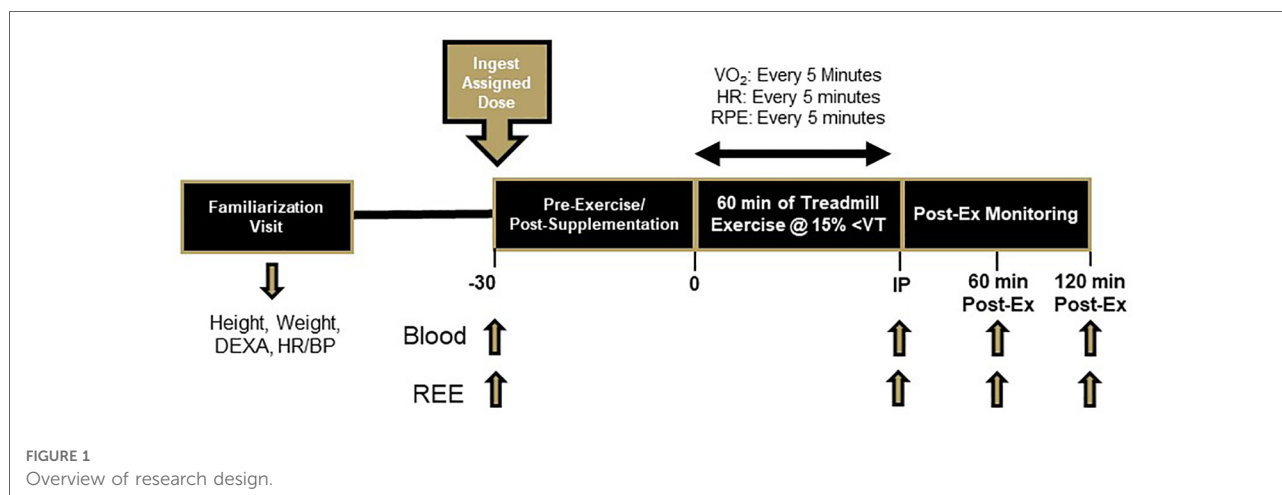 Ingest
Assigned
Dose
VO₂: Every 5 Minutes
HR: Every 5 minutes
RPE: Every 5 minutes
Familiarization
Visit
Pre-Exercise/
Post-Supplementation
60 min of Treadmill
Exercise @ 15% <VT
Post-Ex Monitoring
-30
0
IP
60 min
Post-Ex
120 min
Post-Ex
Height, Weight,
DEXA, HR/BP
Blood
REE
FIGURE 1
Overview of research design.